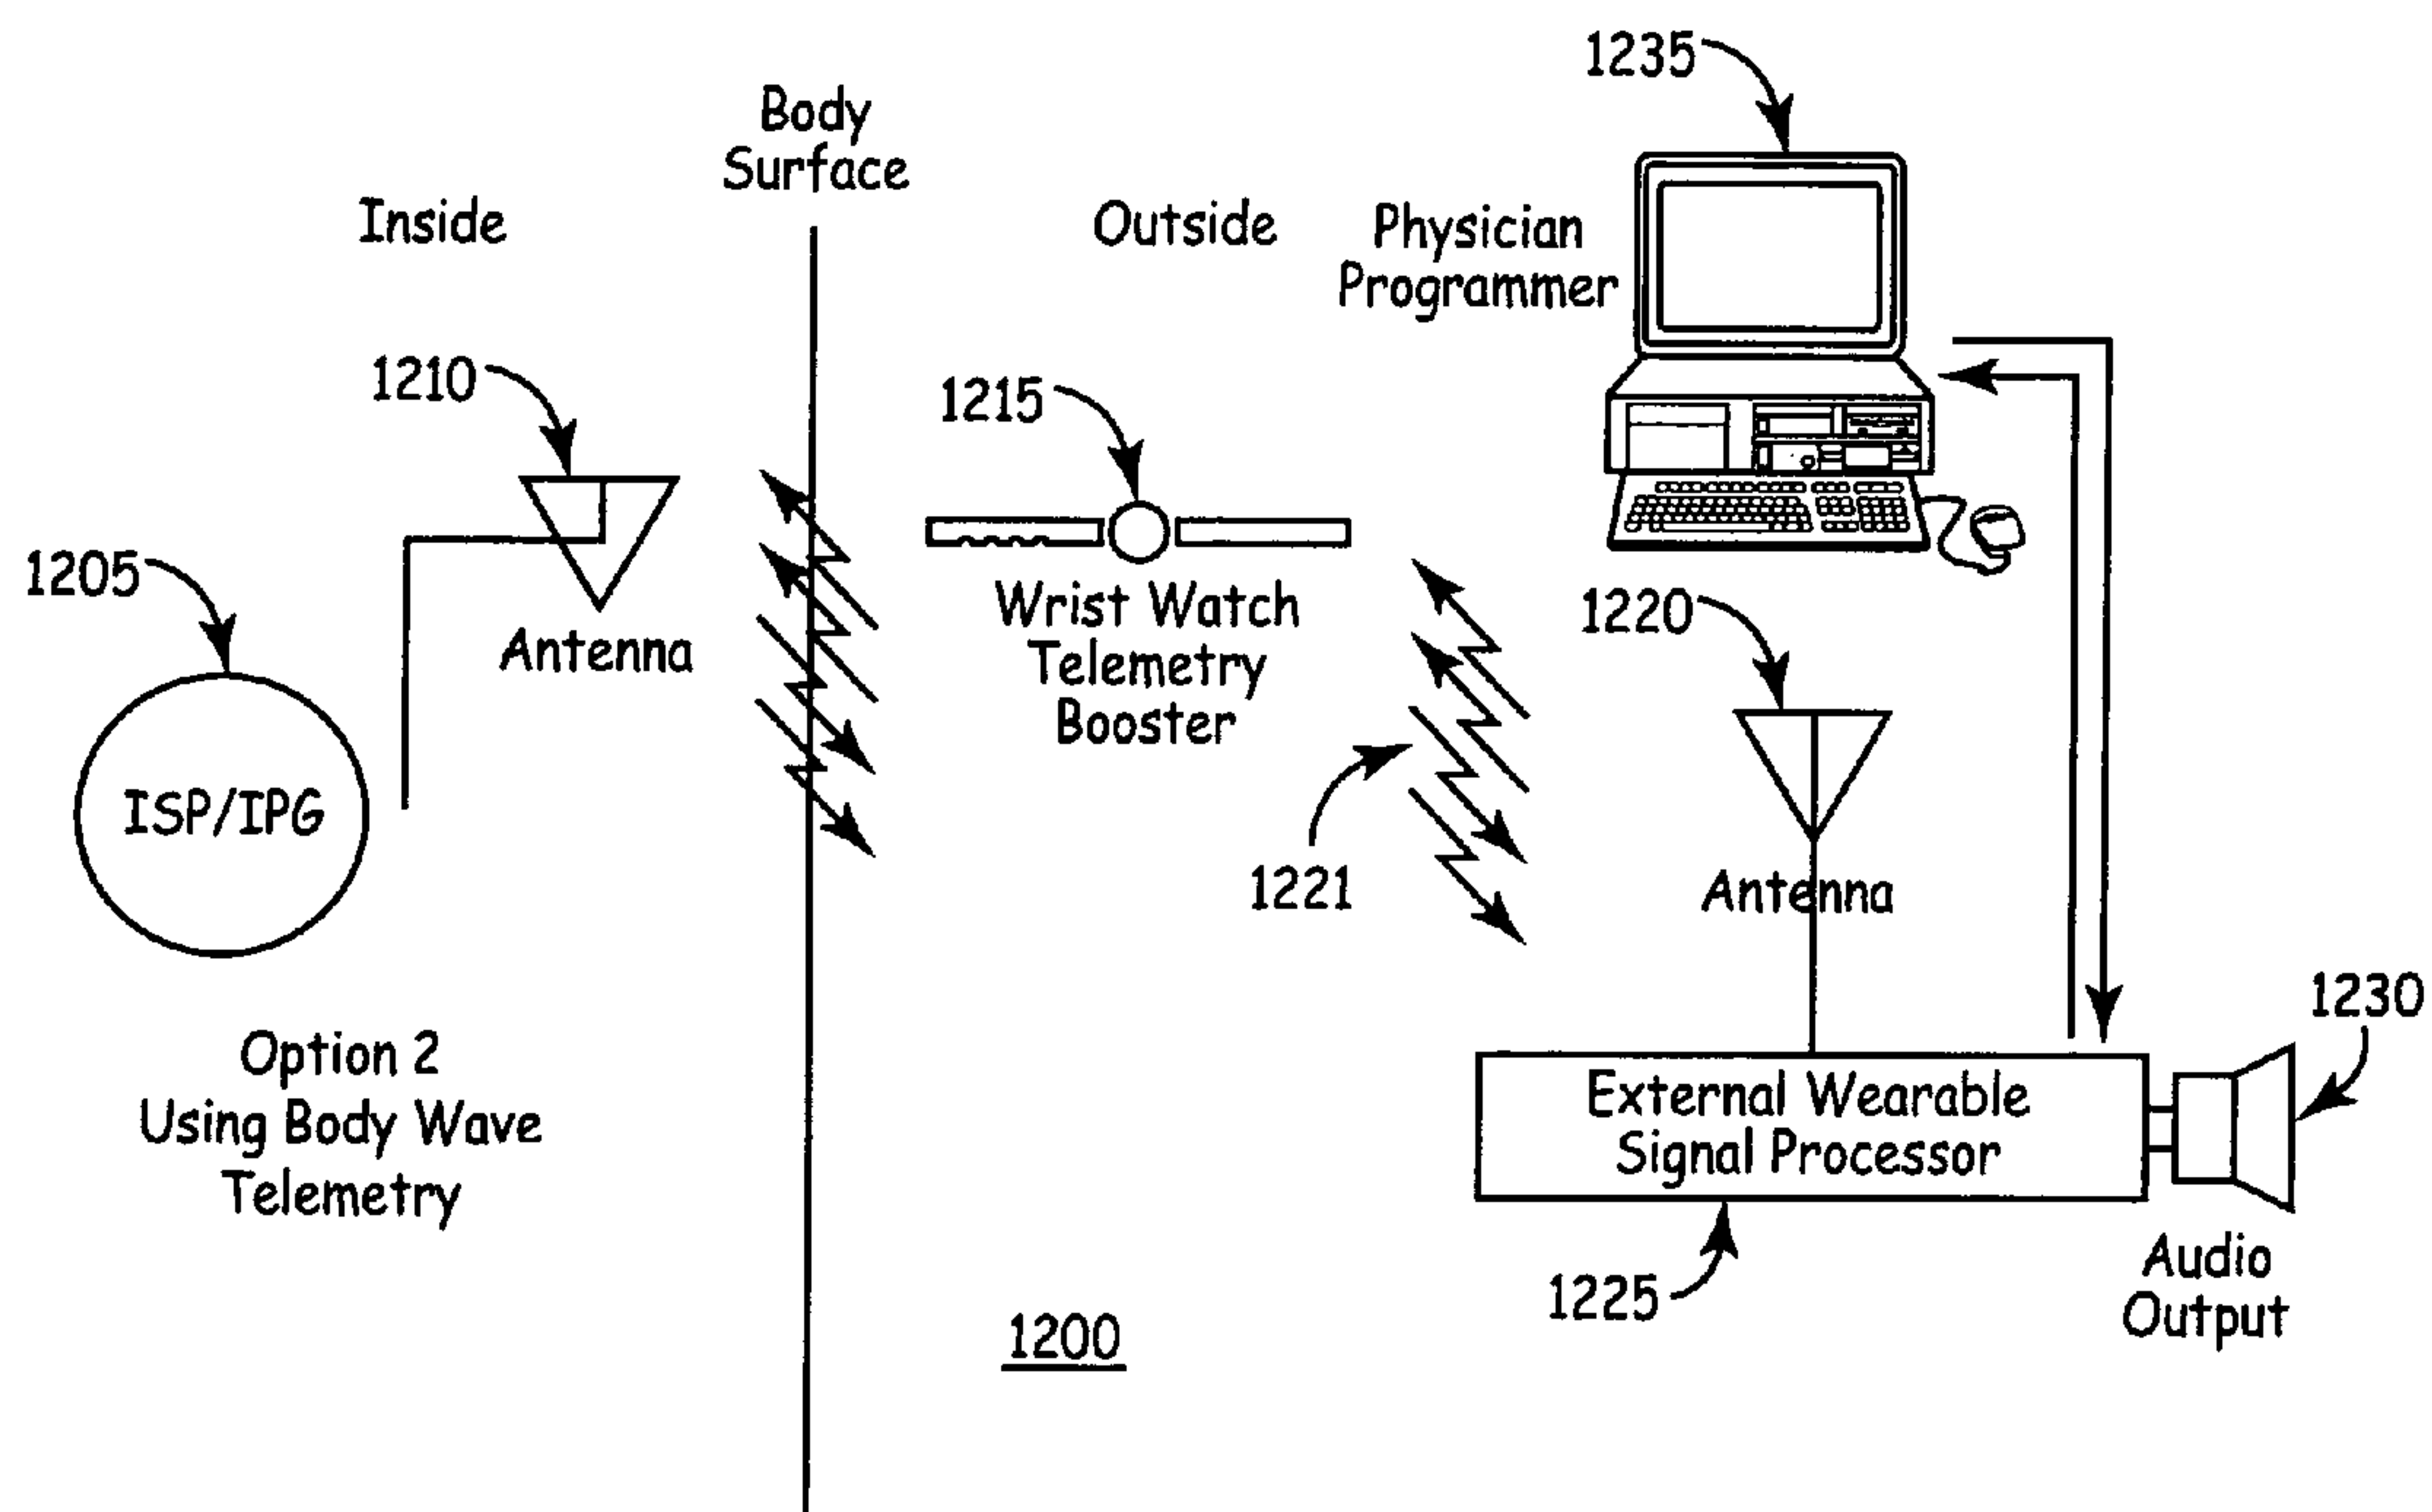 1235
Body
Surface
Inside
Outside
Physician
Programmer
1210
1215
1205
Antenna
Wrist Watch
Telemetry
Booster
1220
ISP/IPG
1221
Antenna
1230
Option 2
Using Body Wave
Telemetry
External Wearable
Signal Processor
1225
Audio
Output
1200